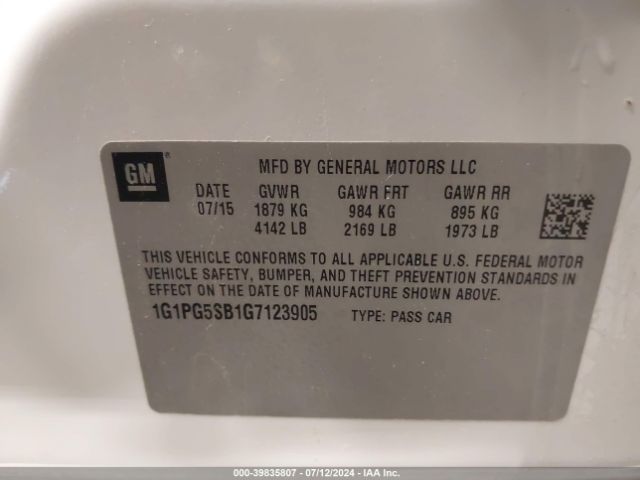 GM ®
MFD BY GENERAL MOTORS LLC
DATE GVWR GAWR FRT GAWR RR
07/15 1879 KG 984 KG 895 KG
4142 LB 2169 LB 1973 LB
THIS VEHICLE CONFORMS TO ALL APPLICABLE U.S. FEDERAL MOTOR
VEHICLE SAFETY, BUMPER, AND THEFT PREVENTION STANDARDS IN
EFFECT ON THE DATE OF MANUFACTURE SHOWN ABOVE.
1G1PG5SB1G7123905 TYPE: PASS CAR
000-39835807 - 07/12/2024 - IAA Inc.